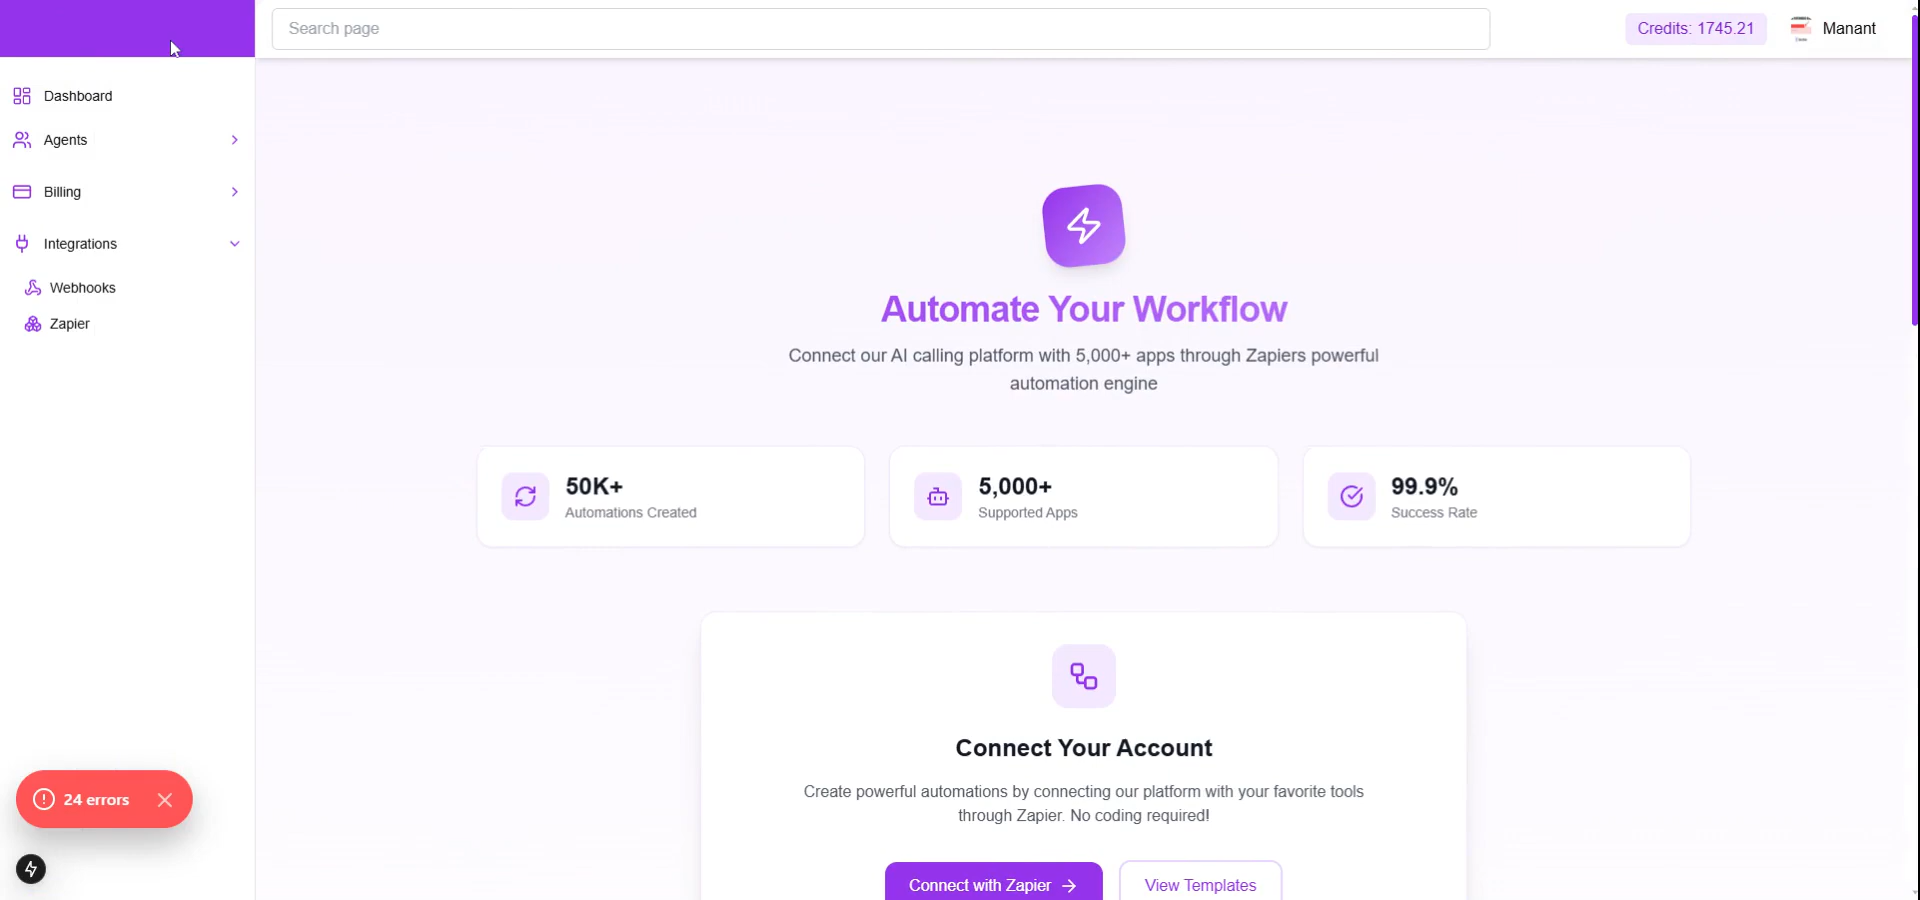 Search page
Credits: 1745.21
Manant
Dashboard
Agents
Billing
Integrations
Webhooks
Zapier
Automate Your Workflow
Connect our AI calling platform with 5,000+ apps through Zapiers powerful
automation engine
50K+
Automations Created
5,000+
Supported Apps
99.9%
Success Rate
Connect Your Account
Create powerful automations by connecting our platform with your favorite tools
through Zapier. No coding required!
Connect with Zapier
View Templates
24 errors